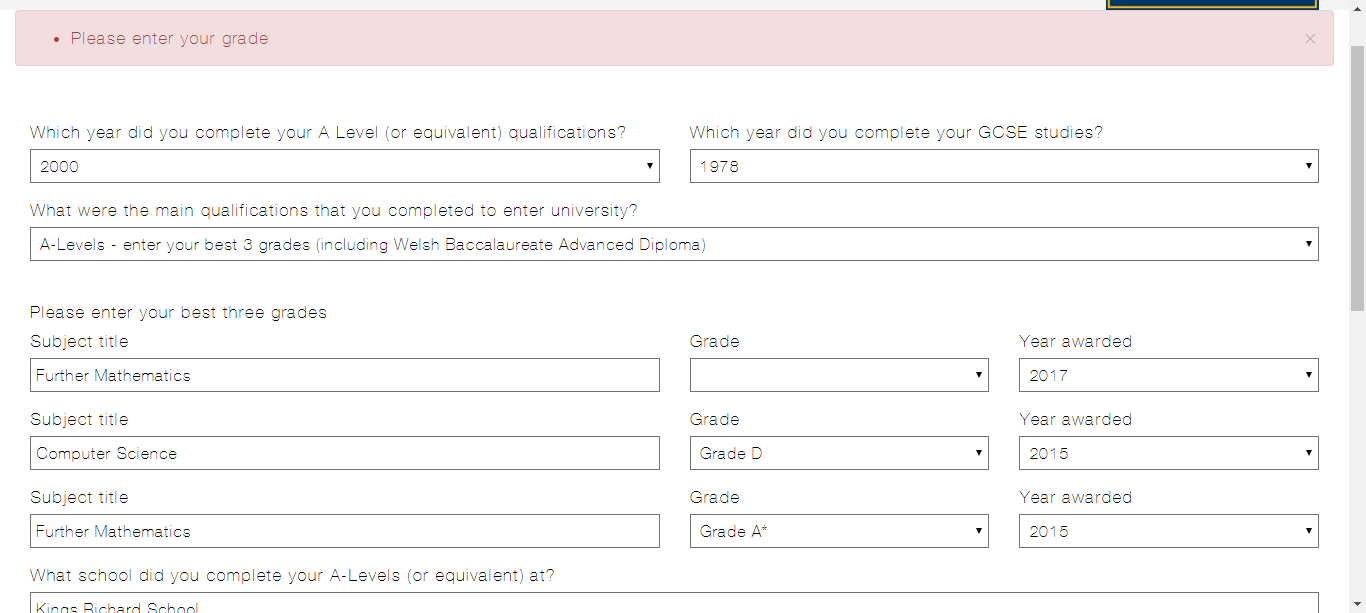 Please enter your grade ×
Which year did you complete your A Level (or equivalent) qualifications? Which year did you complete your GCSE studies?
2000 1978
What were the main qualifications that you completed to enter university?
A-Levels - enter your best 3 grades (including Welsh Baccalaureate Advanced Diploma)
Please enter your best three grades
Subject title Grade Year awarded
Further Mathematics 2017
Subject title Grade Year awarded
Computer Science Grade D 2015
Subject title Grade Year awarded
Further Mathematics Grade A* 2015
What school did you complete your A-Levels (or equivalent) at?
Kings Richard School